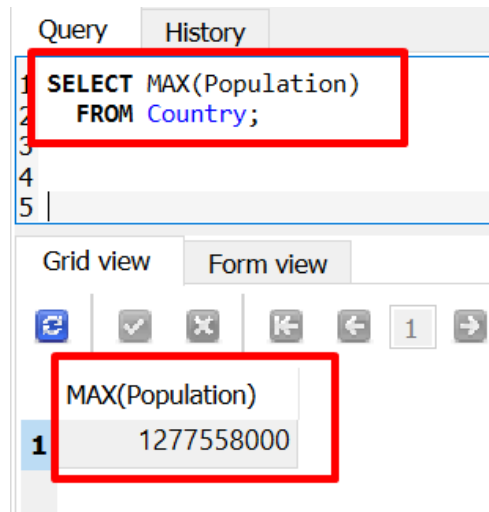 Query History
1 SELECT MAX(Population)
2 FROM Country;
3
4
5
Grid view Form view
1
MAX(Population)
1 1277558000